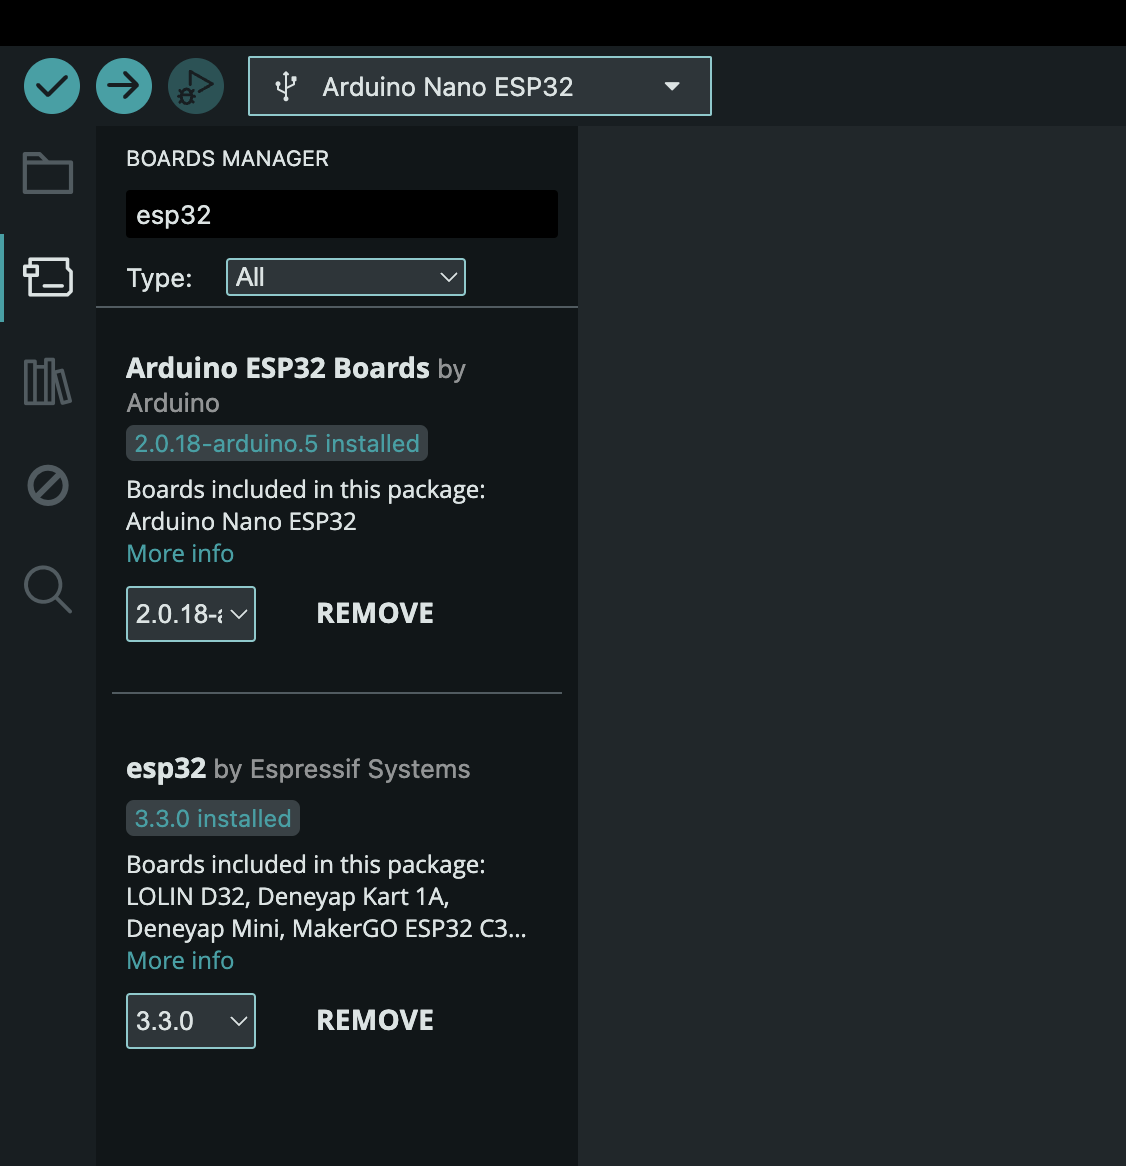 Arduino Nano ESP32
BOARDS MANAGER
esp32
Type:
All
Arduino ESP32 Boards by
Arduino
2.0.18-arduino.5 installed
Boards included in this package:
Arduino Nano ESP32
More info
2.0.18-a
REMOVE
esp32 by Espressif Systems
3.3.0 installed
Boards included in this package:
LOLIN D32, Deneyap Kart 1A,
Deneyap Mini, MakerGO ESP32 C3...
More info
3.3.0
REMOVE